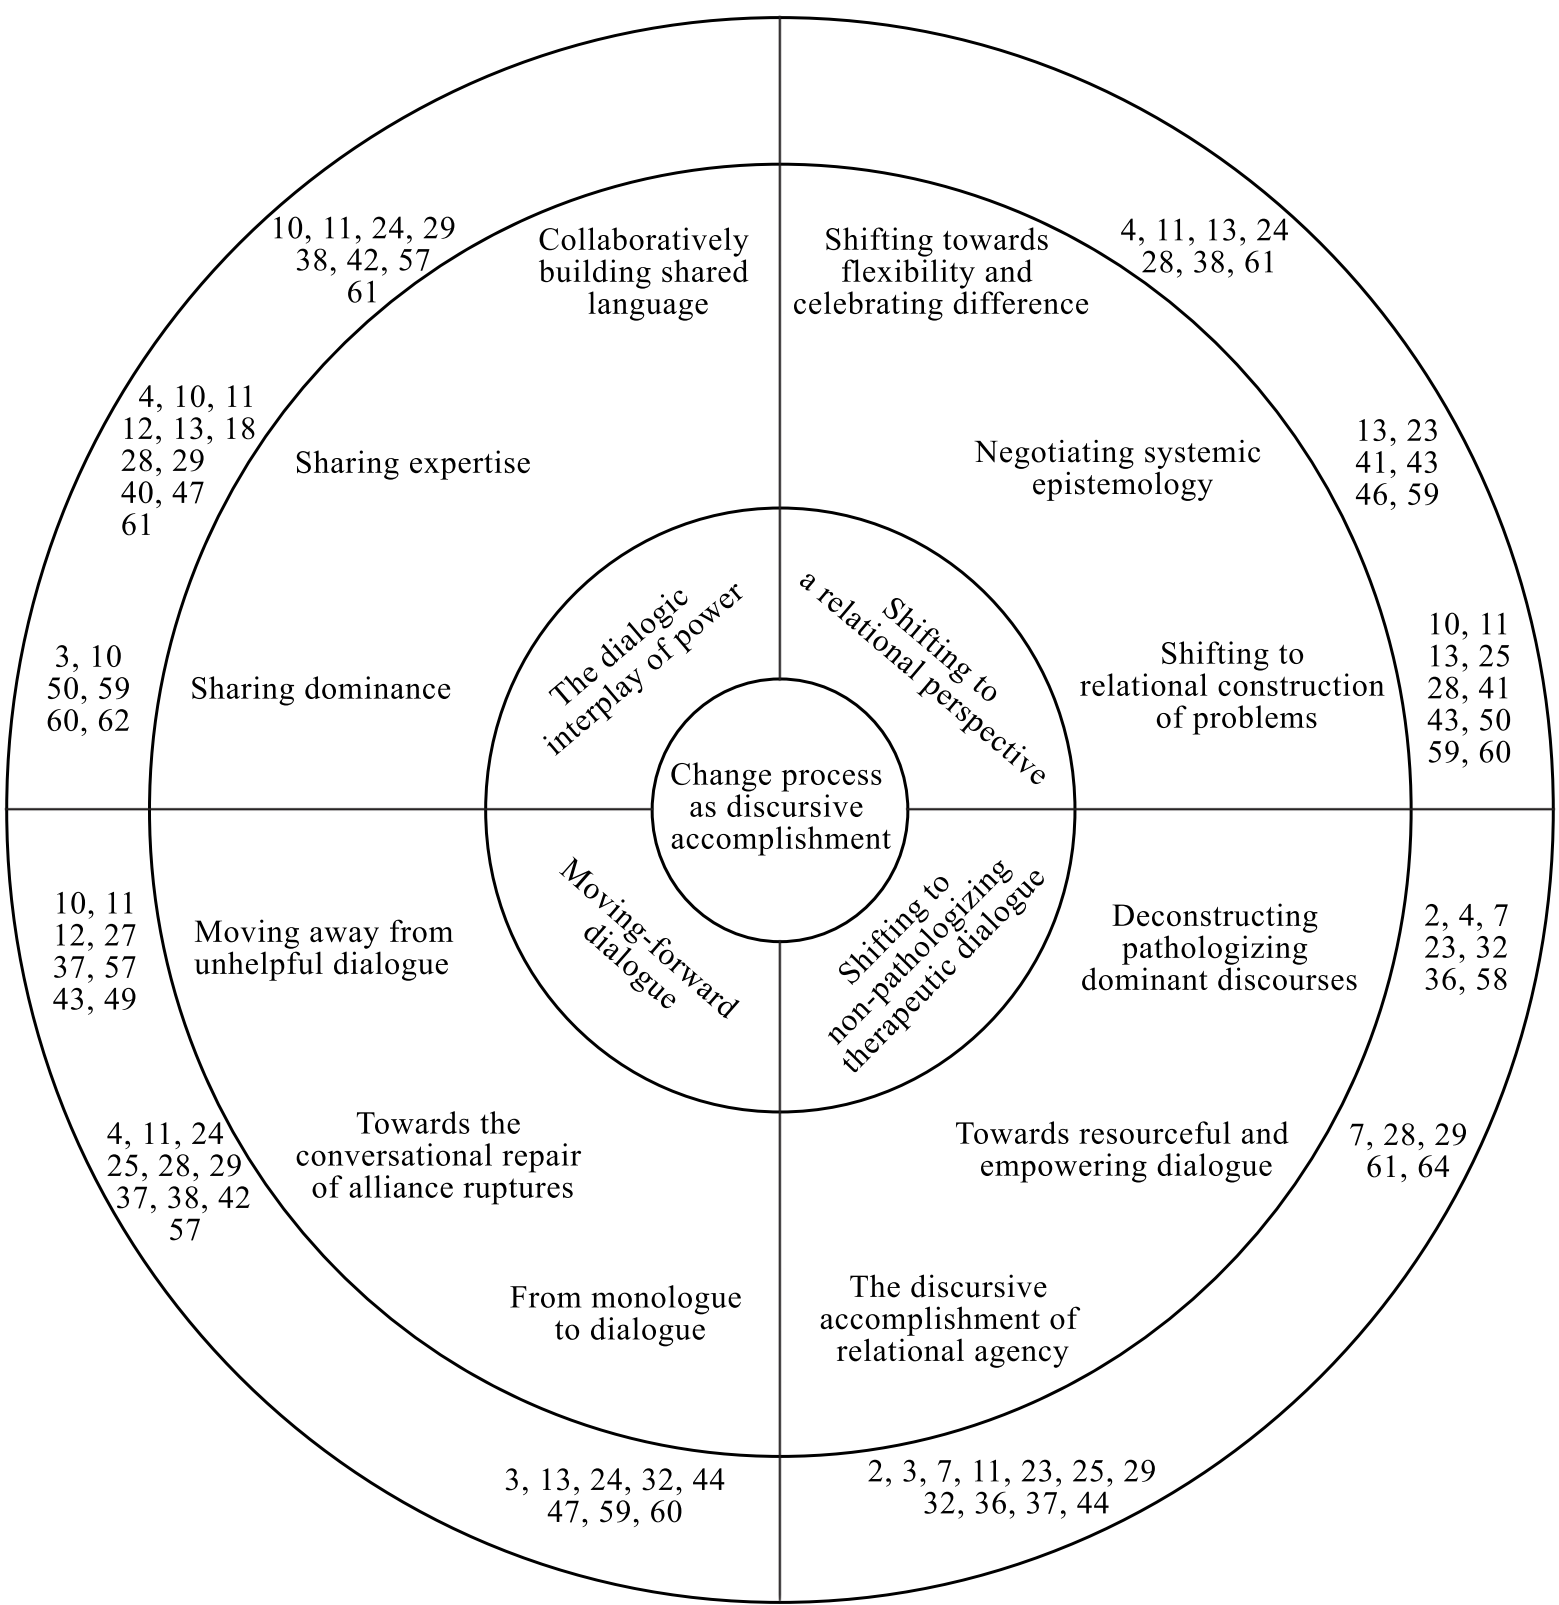 10, 11, 24, 29
38, 42, 57
61
Collaboratively
building shared
language
Shifting towards
flexibility and
celebrating difference
4, 11, 13, 24
28, 38, 61
4, 10, 11
12, 13, 18
28, 29
40, 47
61
Sharing expertise
Negotiating systemic
epistemology
13, 23
41, 43
46, 59
3, 10
50, 59
60, 62
Sharing dominance
The dialogic
interplay of power
Shifting to
a relational perspective
Shifting to
relational construction
of problems
10, 11
13, 25
28, 41
43, 50
59, 60
Change process
as discursive
accomplishment
10, 11
12, 27
37, 57
43, 49
Moving away from
unhelpful dialogue
Moving-forward
dialogue
Shifting to
non-pathologizing
therapeutic dialogue
Deconstructing
pathologizing
dominant discourses
2, 4, 7
23, 32
36, 58
4, 11, 24
25, 28, 29
37, 38, 42
57
Towards the
conversational repair
of alliance ruptures
Towards resourceful and
empowering dialogue
7, 28, 29
61, 64
From monologue
to dialogue
The discursive
accomplishment of
relational agency
3, 13, 24, 32, 44
47, 59, 60
2, 3, 7, 11, 23, 25, 29
32, 36, 37, 44